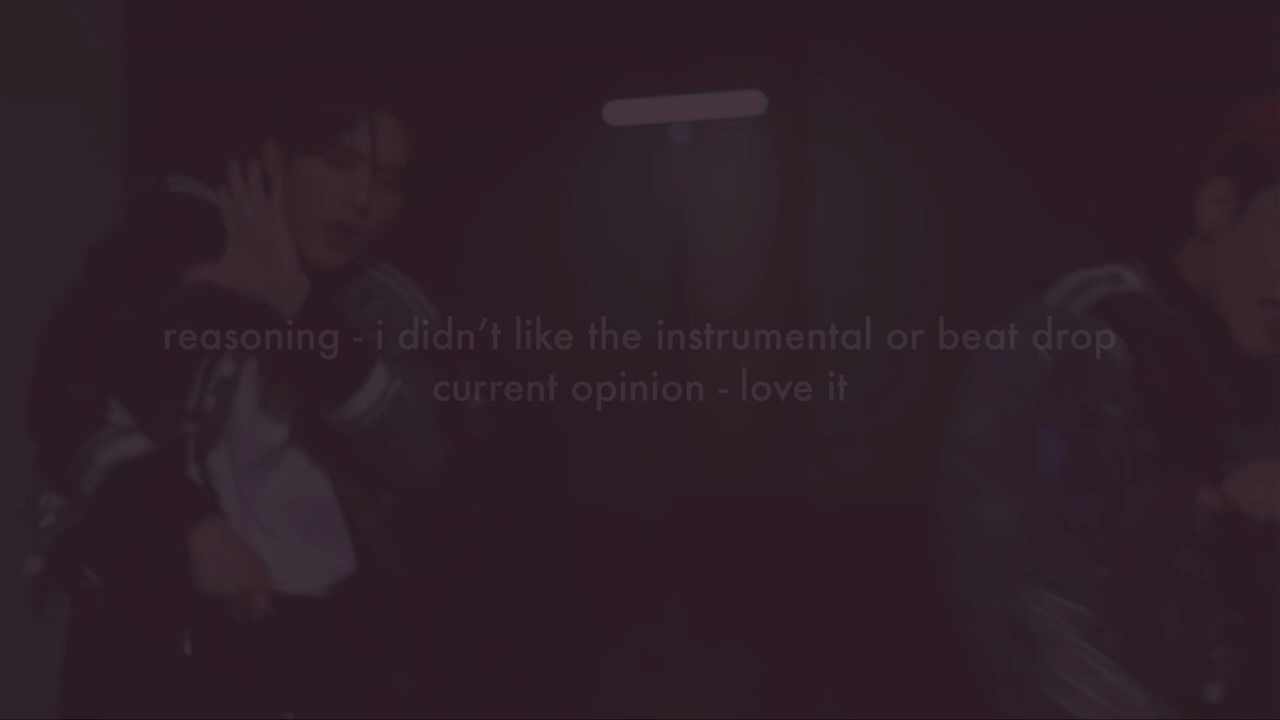 reasoning - i didn’t like the instrumental or beat drop
current opinion - love it